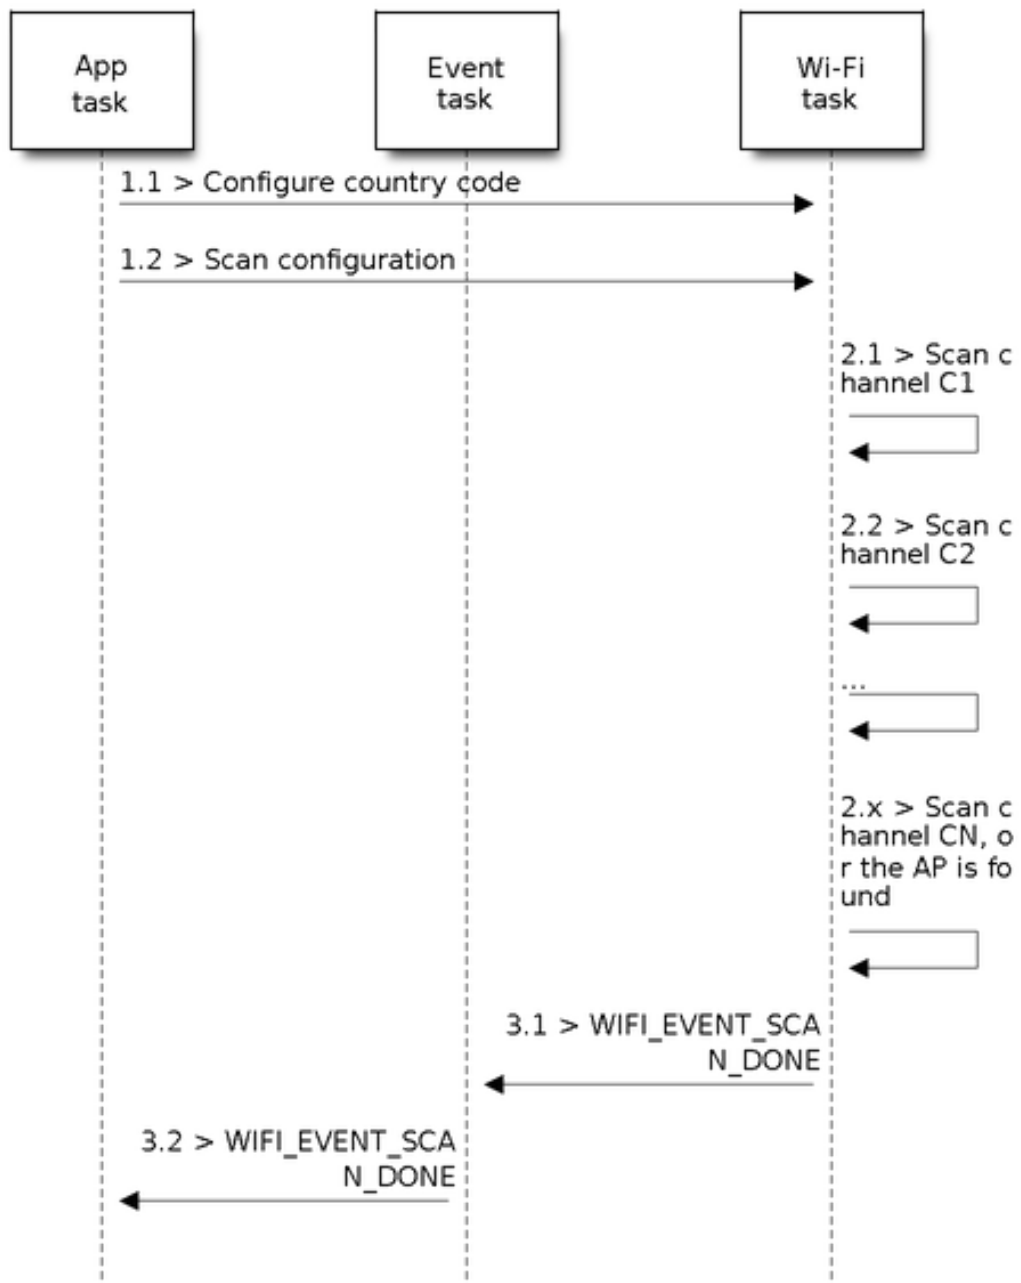 App
task
Event
task
Wi-Fi
task
1.1 > Configure country code
1.2 > Scan configuration
2.1 > Scan c
hannel C1
2.2 > Scan c
hannel C2
...
2.x > Scan c
hannel CN, o
r the AP is fo
und
3.1 > WIFI_EVENT_SCA
N_DONE
3.2 > WIFI_EVENT_SCA
N_DONE